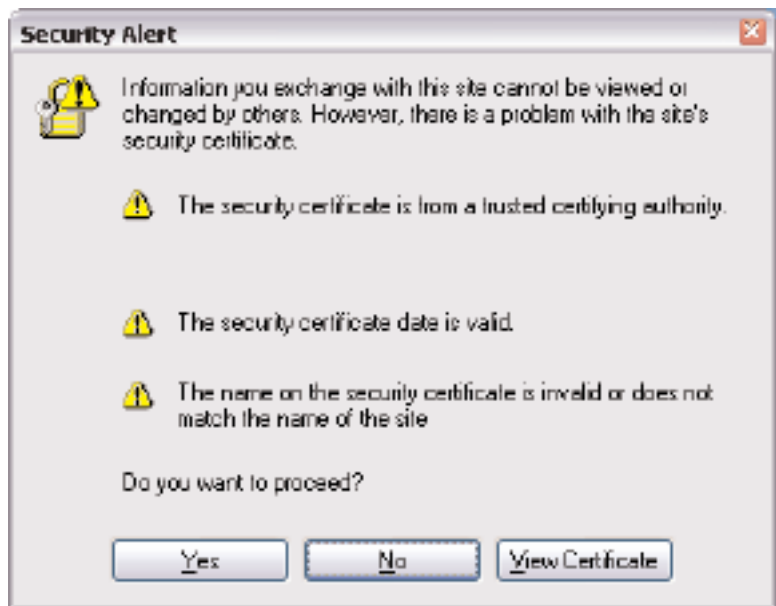 Security Alert
Information you exchange with this site cannot be viewed or
changed by others. However, there is a problem with the site's
security certificate.
The security certificate is from a trusted certifying authority.
The security certificate date is valid.
The name on the security certificate is invalid or does not
match the name of the site
Do you want to proceed?
Yes No View Certificate